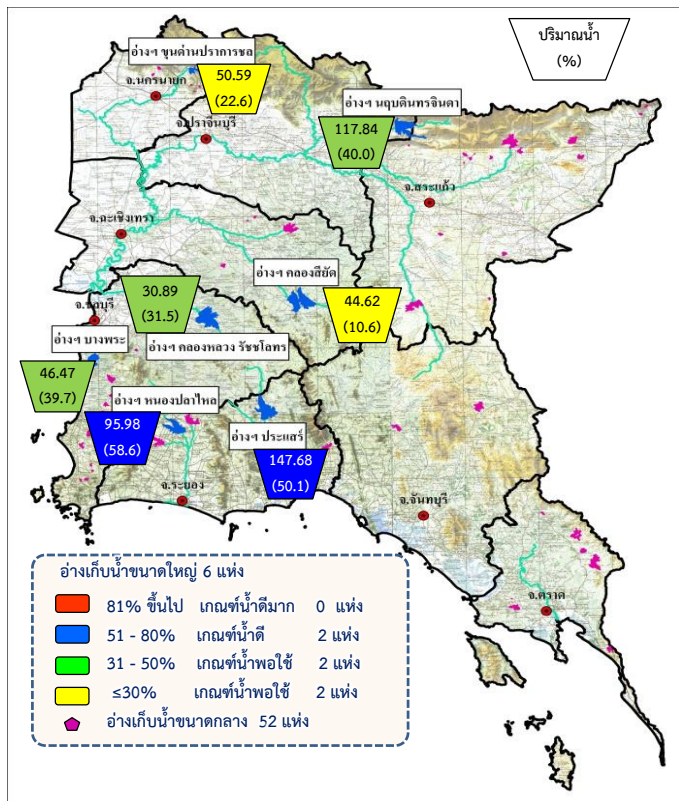 อ่างฯ ขุนด่านปราการชล
ปริมาณน้ำ
(%)
50.59
(22.6)
จ.นครนายก
อ่างฯ นฤบดินทรจินดา
117.84
(40.0)
จ.ปราจีนบุรี
จ.สระแก้ว
จ.ฉะเชิงเทรา
อ่างฯ คลองสียัด
44.62
(10.6)
30.89
(31.5)
จ.ชลบุรี
อ่างฯ บางพระ
อ่างฯ คลองหลวง รัชชโลทร
46.47
(39.7)
อ่างฯ หนองปลาไหล
95.98
(58.6)
อ่างฯ ประแสร์
147.68
(50.1)
จ.ระยอง
จ.จันทบุรี
จ.ตราด
อ่างเก็บน้ำขนาดใหญ่ 6 แห่ง
81% ขึ้นไป เกณฑ์น้ำดีมาก 0 แห่ง
51 - 80% เกณฑ์น้ำดี 2 แห่ง
31 - 50% เกณฑ์น้ำพอใช้ 2 แห่ง
≤30% เกณฑ์น้ำพอใช้ 2 แห่ง
อ่างเก็บน้ำขนาดกลาง 52 แห่ง